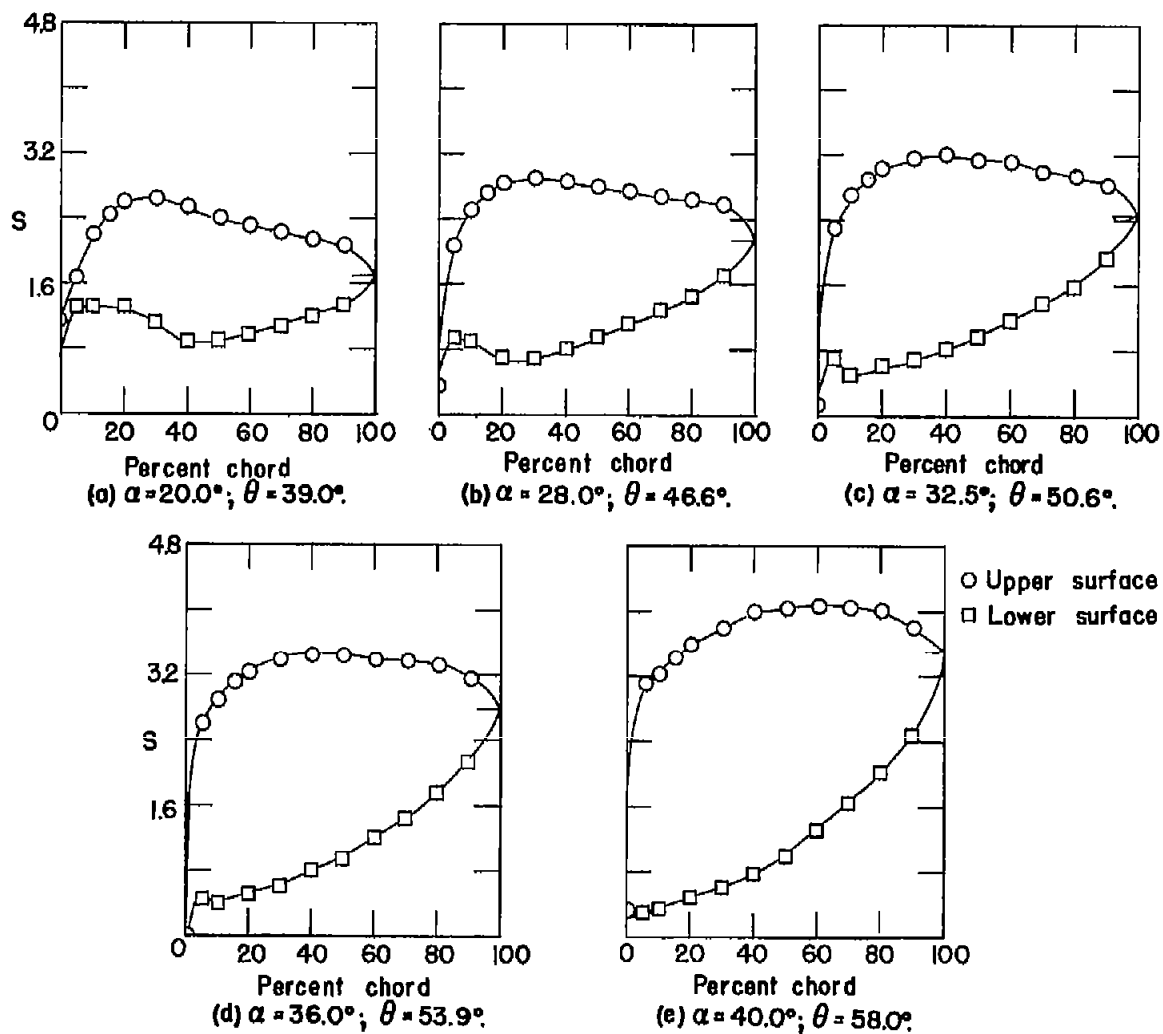 4.8
3.2
S
1.6
0
0 20 40 60 80 100
Percent chord
(a) α = 20.0°; θ = 39.0°.
0 20 40 60 80 100
Percent chord
(b) α = 28.0°; θ = 46.6°.
0 20 40 60 80 100
Percent chord
(c) α = 32.5°; θ = 50.6°.
4.8
3.2
S
1.6
0 20 40 60 80 100
Percent chord
(d) α = 36.0°; θ = 53.9°.
0 20 40 60 80 100
Percent chord
(e) α = 40.0°; θ = 58.0°.
Upper surface
Lower surface